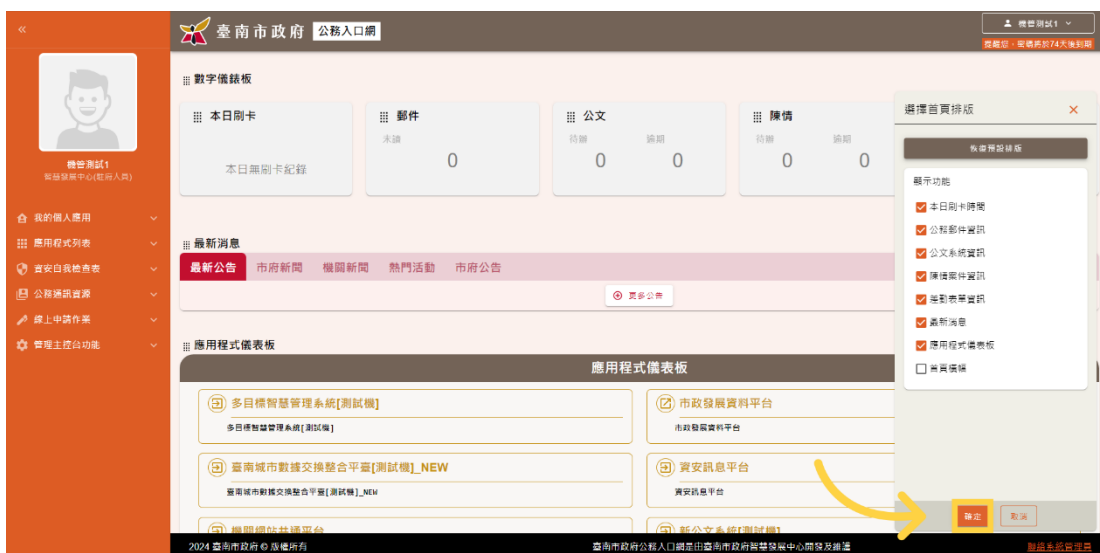 臺南市政府 公務入口網
機管測試1
提醒您，密碼將於74天後到期
機管測試1
智慧發展中心(駐府人員)
我的個人應用
應用程式列表
資安自我檢查表
公務通訊資源
線上申請作業
管理主控台功能
數字儀錶板
本日刷卡
本日無刷卡紀錄
郵件
未讀
0
公文
待辦 逾期
0 0
陳情
待辦 逾期
0 0
最新消息
最新公告 市府新聞 機關新聞 熱門活動 市府公告
更多公告
應用程式儀表板
應用程式儀表板
多目標智慧管理系統[測試機]
多目標智慧管理系統[測試機]
市政發展資料平台
市政發展資料平台
臺南城市數據交換整合平臺[測試機]_NEW
臺南城市數據交換整合平臺[測試機]_NEW
資安訊息平台
資安訊息平台
機關網站共通平台
新公文系統[測試機]
選擇首頁排版
恢復預設排版
顯示功能
本日刷卡時間
公務郵件資訊
公文系統資訊
陳情案件資訊
差勤表單資訊
最新消息
應用程式儀表板
首頁橫幅
確定 取消
2024 臺南市政府 © 版權所有
臺南市政府公務入口網是由臺南市政府智慧發展中心開發及維護
聯絡系統管理員